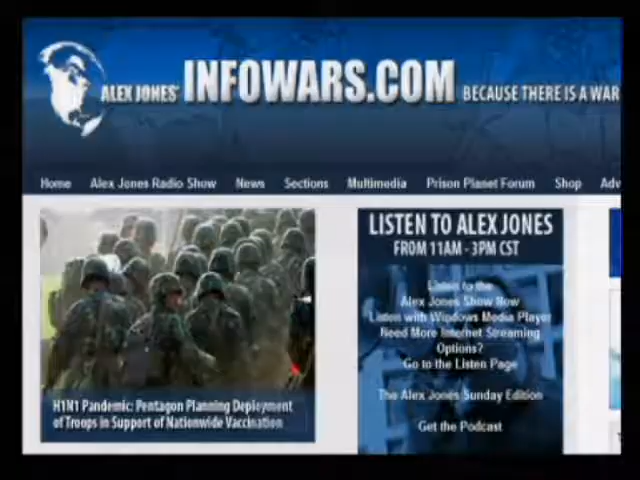 ALEX JONES' INFOWARS.COM BECAUSE THERE IS A WAR
Home Alex Jones Radio Show News Sections Multimedia Prison Planet Forum Shop Adv
LISTEN TO ALEX JONES
FROM 11AM - 3PM CST
Listen to the
Alex Jones Show Now
Listen with Windows Media Player
Need More Internet Streaming
Options?
Go to the Listen Page
The Alex Jones Sunday Edition
Get the Podcast
H1N1 Pandemic: Pentagon Planning Deployment
of Troops in Support of Nationwide Vaccination